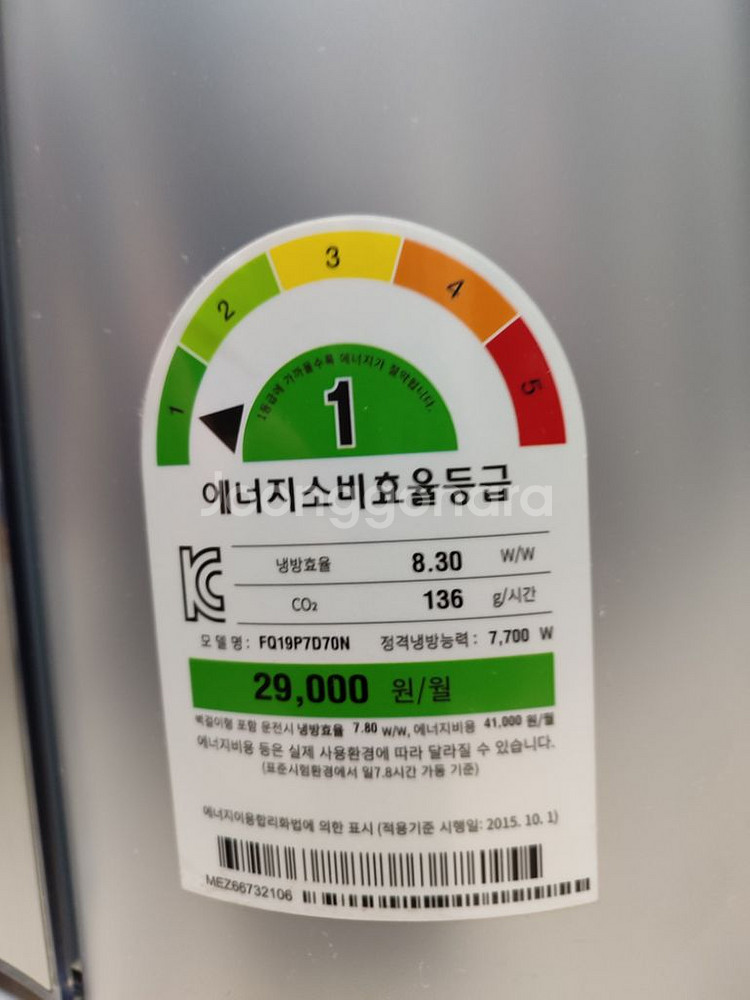 3
2
4
1
5
1등급에 가까울수록 에너지가 절약됩니다.
1
에너지소비효율등급
Joonggonara
냉방효율 8.30 W/W
CO₂ 136 g/시간
모델명: FQ19P7D70N 정격냉방능력: 7,700 W
29,000 원/월
벽걸이형 포함 운전시 냉방효율 7.80 W/W, 에너지비용 41,000 원/월
에너지비용 등은 실제 사용환경에 따라 달라질 수 있습니다.
(표준시험환경에서 일7.8시간 가동 기준)
에너지이용합리화법에 의한 표시 (적용기준 시행일: 2015. 10. 1)
MEZ66732106